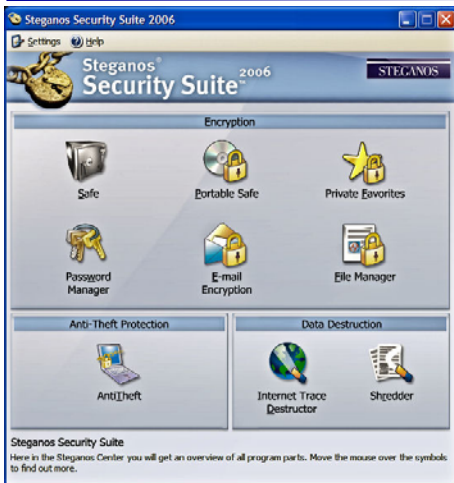 Steganos Security Suite 2006
Settings Help
Steganos®
Security Suite™ 2006
STEGANOS
Encryption
Safe Portable Safe Private Favorites
Password Manager E-mail Encryption File Manager
Anti-Theft Protection Data Destruction
AntiTheft Internet Trace Destructor Shredder
Steganos Security Suite
Here in the Steganos Center you will get an overview of all program parts. Move the mouse over the symbols
to find out more.